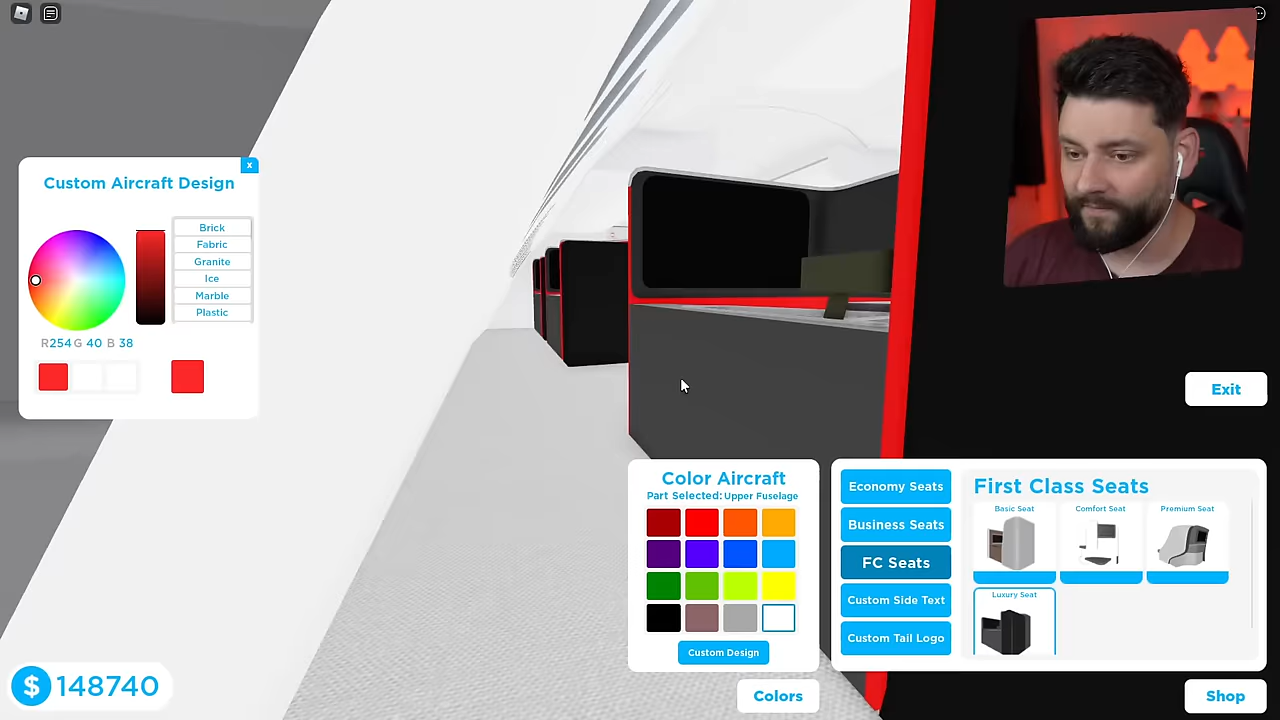 x
Custom Aircraft Design
Brick
Fabric
Granite
Ice
Marble
Plastic
R254 G 40 B 38
Exit
Color Aircraft
Part Selected: Upper Fuselage
Custom Design
Colors
Economy Seats
Business Seats
FC Seats
Custom Side Text
Custom Tail Logo
First Class Seats
Basic Seat
Comfort Seat
Premium Seat
Luxury Seat
$ 148740
Shop